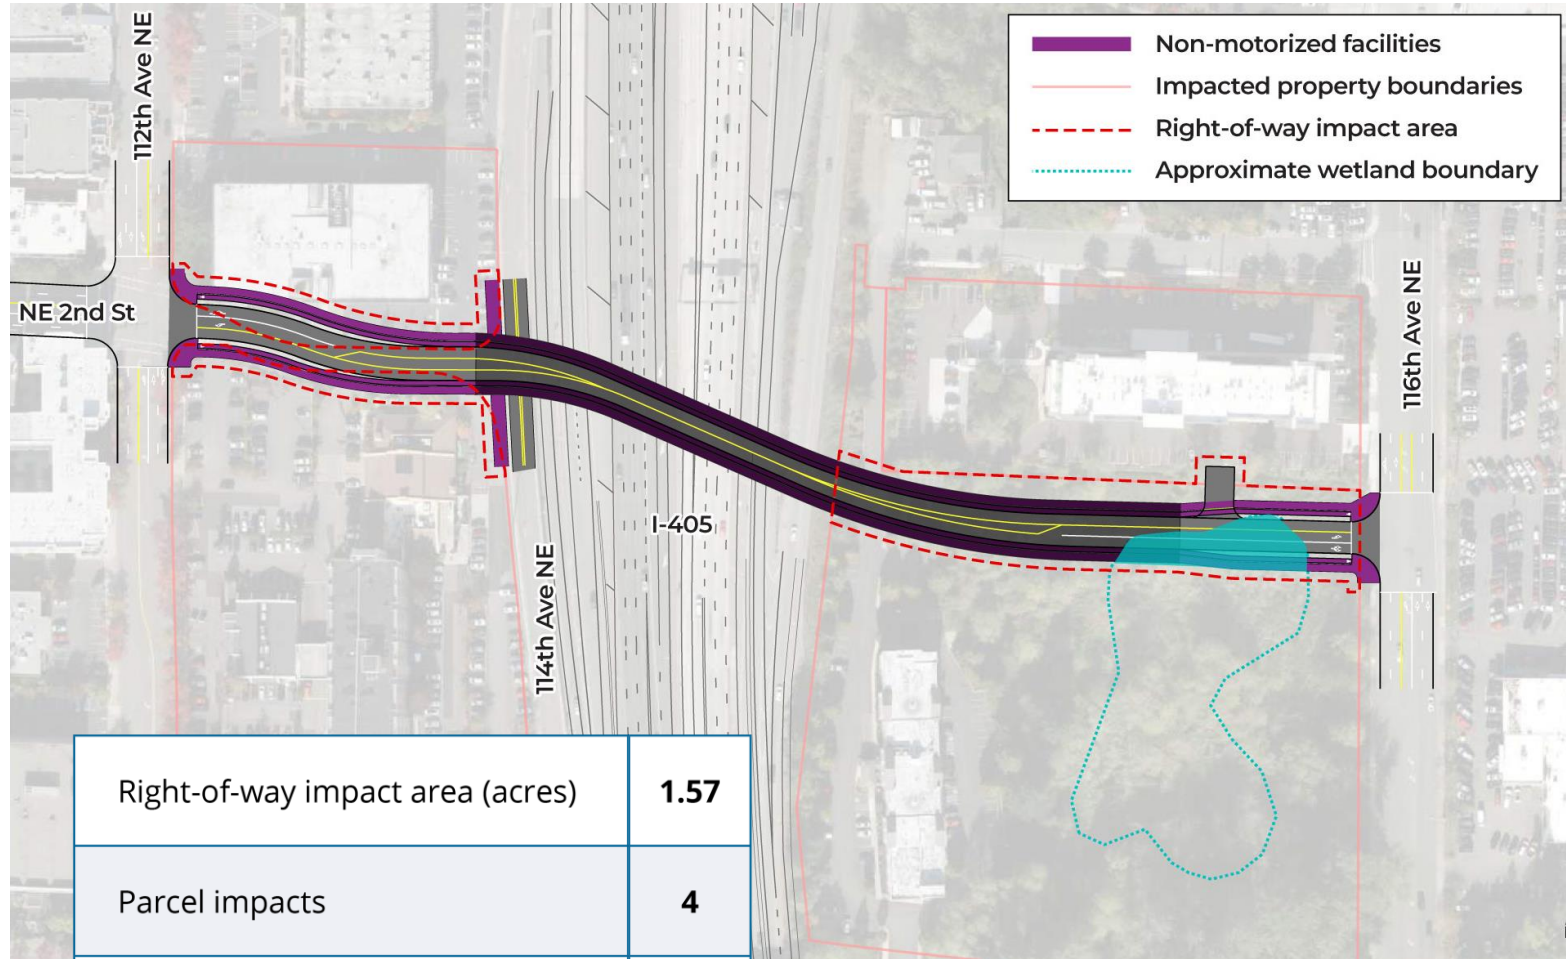 112th Ave NE
NE 2nd St
114th Ave NE
I-405
116th Ave NE
Non-motorized facilities
Impacted property boundaries
Right-of-way impact area
Approximate wetland boundary
Right-of-way impact area (acres) 1.57
Parcel impacts 4